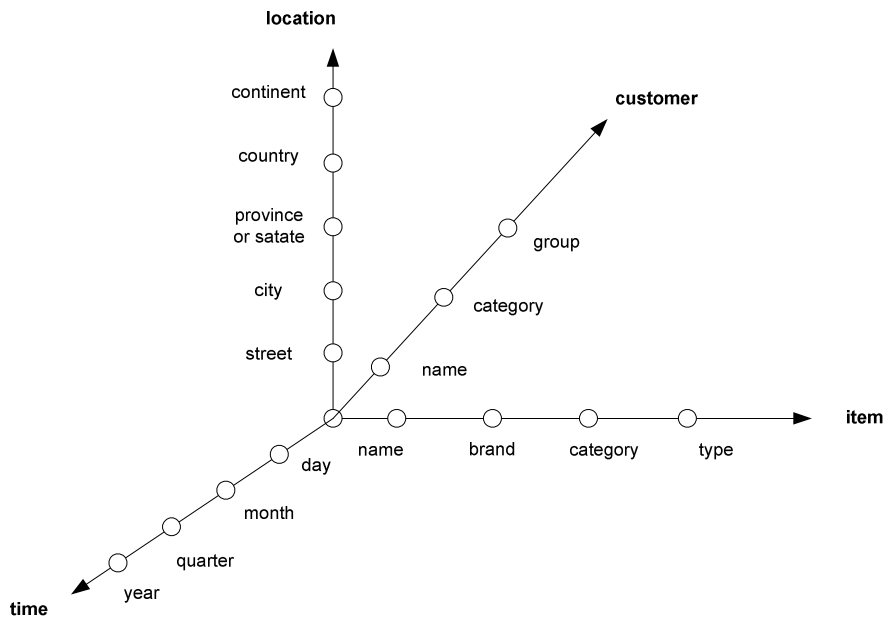 location
continent
customer
country
province
or satate
group
city
category
street
name
item
name
brand
category
type
day
month
quarter
year
time